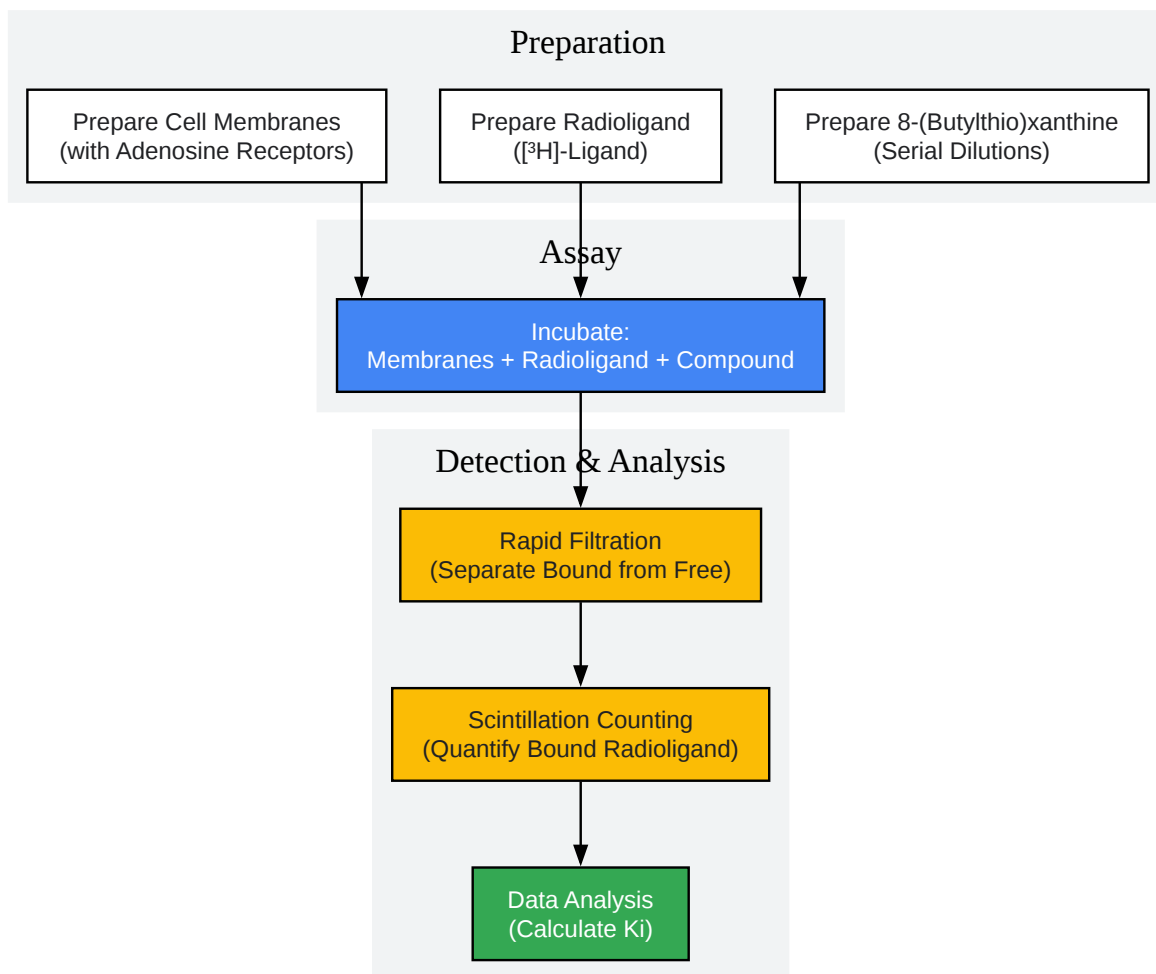 Preparation
Prepare Cell Membranes
(with Adenosine Receptors)
Prepare Radioligand
([³H]-Ligand)
Prepare 8-(Butylthio)xanthine
(Serial Dilutions)
Assay
Incubate:
Membranes + Radioligand + Compound
Detection & Analysis
Rapid Filtration
(Separate Bound from Free)
Scintillation Counting
(Quantify Bound Radioligand)
Data Analysis
(Calculate Ki)